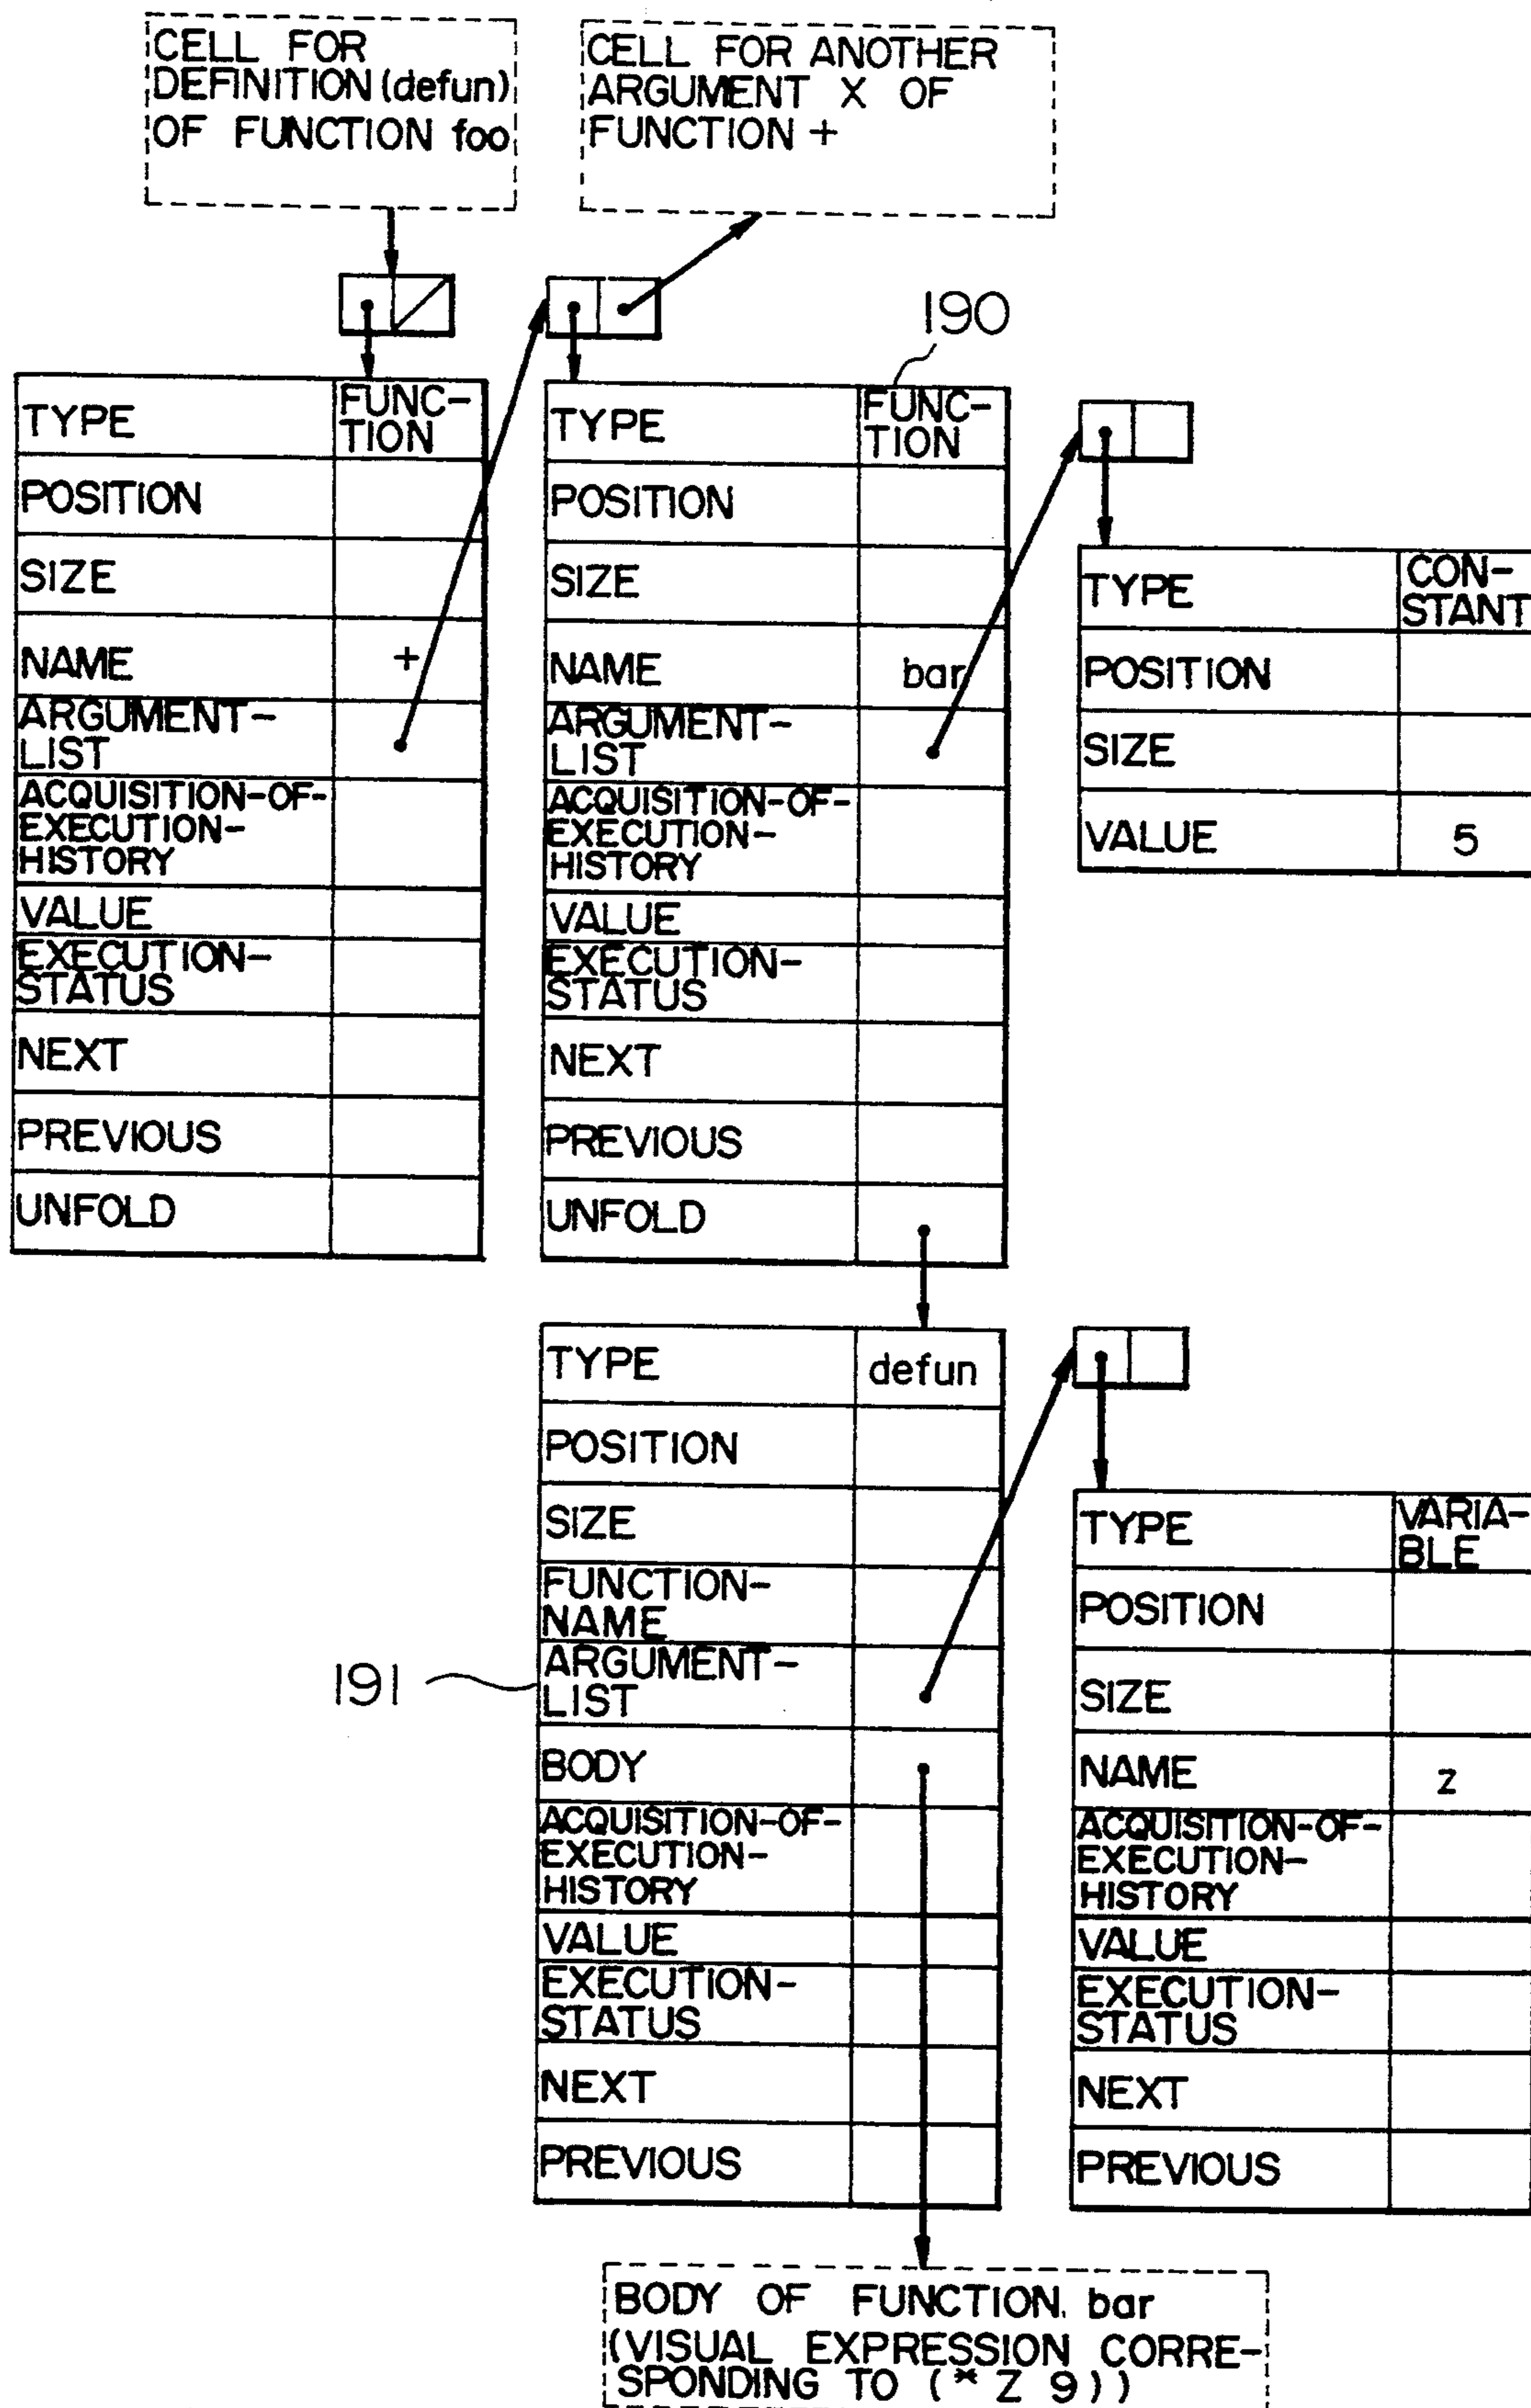 CELL FOR
DEFINITION (defun)
OF FUNCTION foo
CELL FOR ANOTHER
ARGUMENT X OF
FUNCTION +
190
TYPE FUNC-
TION
POSITION
SIZE
NAME +
ARGUMENT-
LIST
ACQUISITION-OF-
EXECUTION-
HISTORY
VALUE
EXECUTION-
STATUS
NEXT
PREVIOUS
UNFOLD
TYPE FUNC-
TION
POSITION
SIZE
NAME bar
ARGUMENT-
LIST
ACQUISITION-OF-
EXECUTION-
HISTORY
VALUE
EXECUTION-
STATUS
NEXT
PREVIOUS
UNFOLD
TYPE CON-
STANT
POSITION
SIZE
VALUE 5
191
TYPE defun
POSITION
SIZE
FUNCTION-
NAME
ARGUMENT-
LIST
BODY
ACQUISITION-OF-
EXECUTION-
HISTORY
VALUE
EXECUTION-
STATUS
NEXT
PREVIOUS
TYPE VARIA-
BLE
POSITION
SIZE
NAME z
ACQUISITION-OF-
EXECUTION-
HISTORY
VALUE
EXECUTION-
STATUS
NEXT
PREVIOUS
BODY OF FUNCTION. bar
(VISUAL EXPRESSION CORRE-
SPONDING TO (* Z 9))